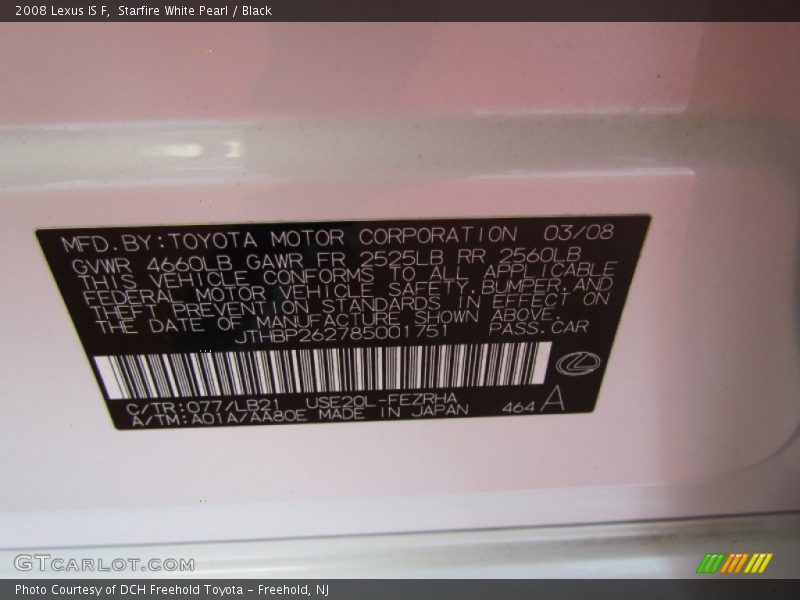 2008 Lexus IS F, Starfire White Pearl / Black
MFD.BY:TOYOTA MOTOR CORPORATION 03/08
GVWR 4660LB GAWR FR 2525LB RR 2560LB
THIS VEHICLE CONFORMS TO ALL APPLICABLE
FEDERAL MOTOR VEHICLE SAFETY,BUMPER,AND
THEFT PREVENTION STANDARDS IN EFFECT ON
THE DATE OF MANUFACTURE SHOWN ABOVE.
JTHBP262785001751 PASS.CAR
C/TR:077/LB21 USE20L-FEZRHA
A/TM:A01A/AA80E MADE IN JAPAN 464 A
GTCARLOT.COM
Photo Courtesy of DCH Freehold Toyota - Freehold, NJ